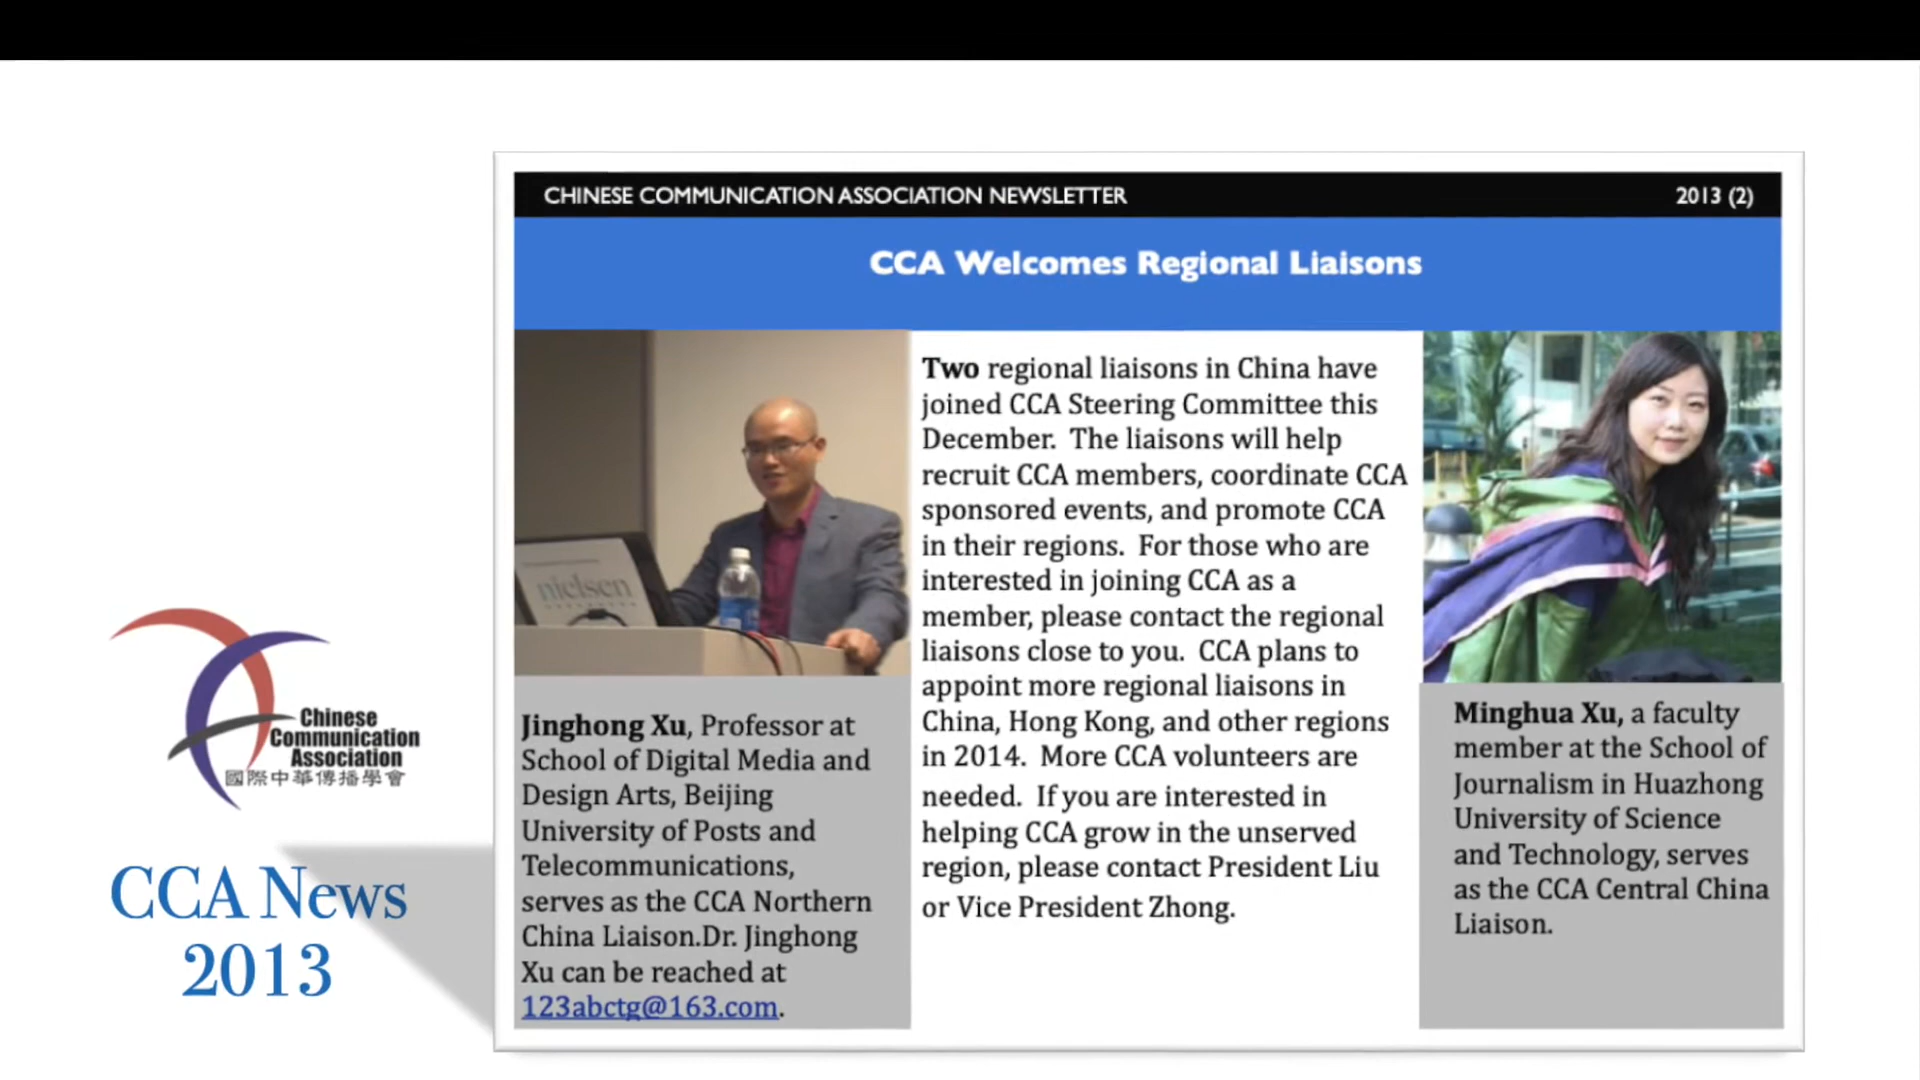 CHINESE COMMUNICATION ASSOCIATION NEWSLETTER
2013 (2)
CCA Welcomes Regional Liaisons
nielsen
Jinghong Xu, Professor at
School of Digital Media and
Design Arts, Beijing
University of Posts and
Telecommunications,
serves as the CCA Northern
China Liaison.Dr. Jinghong
Xu can be reached at
123abctg@163.com.
Two regional liaisons in China have
joined CCA Steering Committee this
December.  The liaisons will help
recruit CCA members, coordinate CCA
sponsored events, and promote CCA
in their regions.  For those who are
interested in joining CCA as a
member, please contact the regional
liaisons close to you.  CCA plans to
appoint more regional liaisons in
China, Hong Kong, and other regions
in 2014.  More CCA volunteers are
needed.  If you are interested in
helping CCA grow in the unserved
region, please contact President Liu
or Vice President Zhong.
Minghua Xu, a faculty
member at the School of
Journalism in Huazhong
University of Science
and Technology, serves
as the CCA Central China
Liaison.
Chinese
Communication
Association
國際中華傳播學會
CCA News
2013